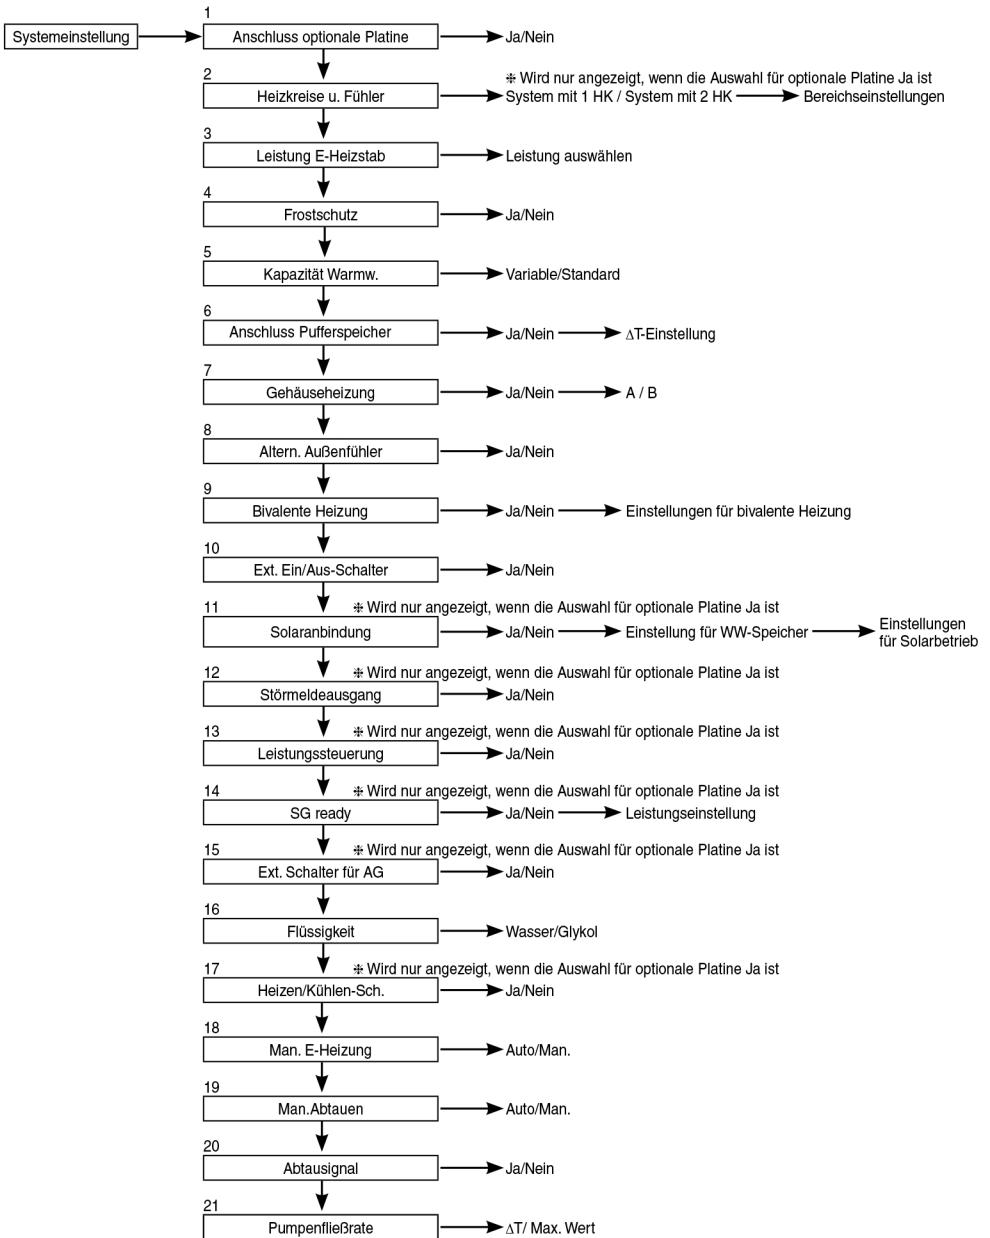 1
Systemeinstellung Anschluss optionale Platine Ja/Nein
2 ❈ Wird nur angezeigt, wenn die Auswahl für optionale Platine Ja ist
Heizkreise u. Fühler System mit 1 HK / System mit 2 HK Bereichseinstellungen
3
Leistung E-Heizstab Leistung auswählen
4
Frostschutz Ja/Nein
5
Kapazität Warmw. Variable/Standard
6
Anschluss Pufferspeicher Ja/Nein ΔT-Einstellung
7
Gehäuseheizung Ja/Nein A / B
8
Altern. Außenfühler Ja/Nein
9
Bivalente Heizung Ja/Nein Einstellungen für bivalente Heizung
10
Ext. Ein/Aus-Schalter Ja/Nein
11 ❈ Wird nur angezeigt, wenn die Auswahl für optionale Platine Ja ist
Solaranbindung Ja/Nein Einstellung für WW-Speicher Einstellungen
für Solarbetrieb
12 ❈ Wird nur angezeigt, wenn die Auswahl für optionale Platine Ja ist
Störmeldeausgang Ja/Nein
13 ❈ Wird nur angezeigt, wenn die Auswahl für optionale Platine Ja ist
Leistungssteuerung Ja/Nein
14 ❈ Wird nur angezeigt, wenn die Auswahl für optionale Platine Ja ist
SG ready Ja/Nein Leistungseinstellung
15 ❈ Wird nur angezeigt, wenn die Auswahl für optionale Platine Ja ist
Ext. Schalter für AG Ja/Nein
16
Flüssigkeit Wasser/Glykol
17 ❈ Wird nur angezeigt, wenn die Auswahl für optionale Platine Ja ist
Heizen/Kühlen-Sch. Ja/Nein
18
Man. E-Heizung Auto/Man.
19
Man.Abtauen Auto/Man.
20
Abtausignal Ja/Nein
21
Pumpenfließrate ΔT/ Max. Wert